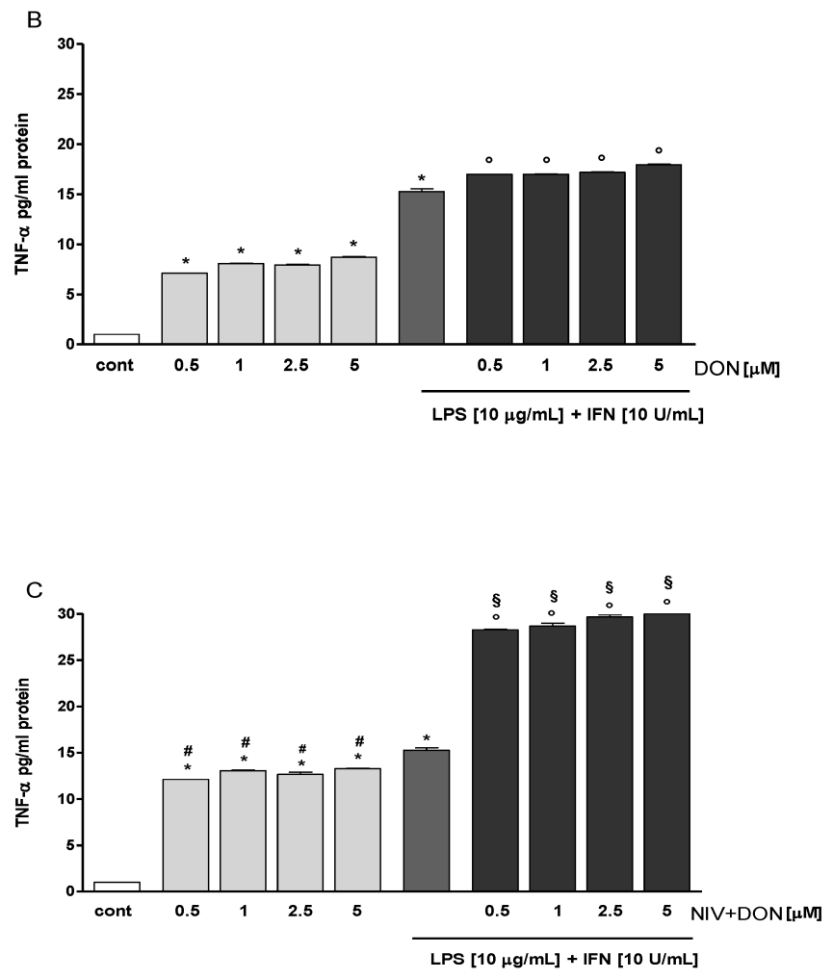 B
TNF-α pg/ml protein
30
25
20
15
10
5
0
* * * * * ° ° ° °
cont 0.5 1 2.5 5 0.5 1 2.5 5 DON [μM]
LPS [10 μg/mL] + IFN [10 U/mL]
C
TNF-α pg/ml protein
30
25
20
15
10
5
0
§ § § §
° ° ° °
# # # #
* * * * *
cont 0.5 1 2.5 5 0.5 1 2.5 5 NIV+DON [μM]
LPS [10 μg/mL] + IFN [10 U/mL]